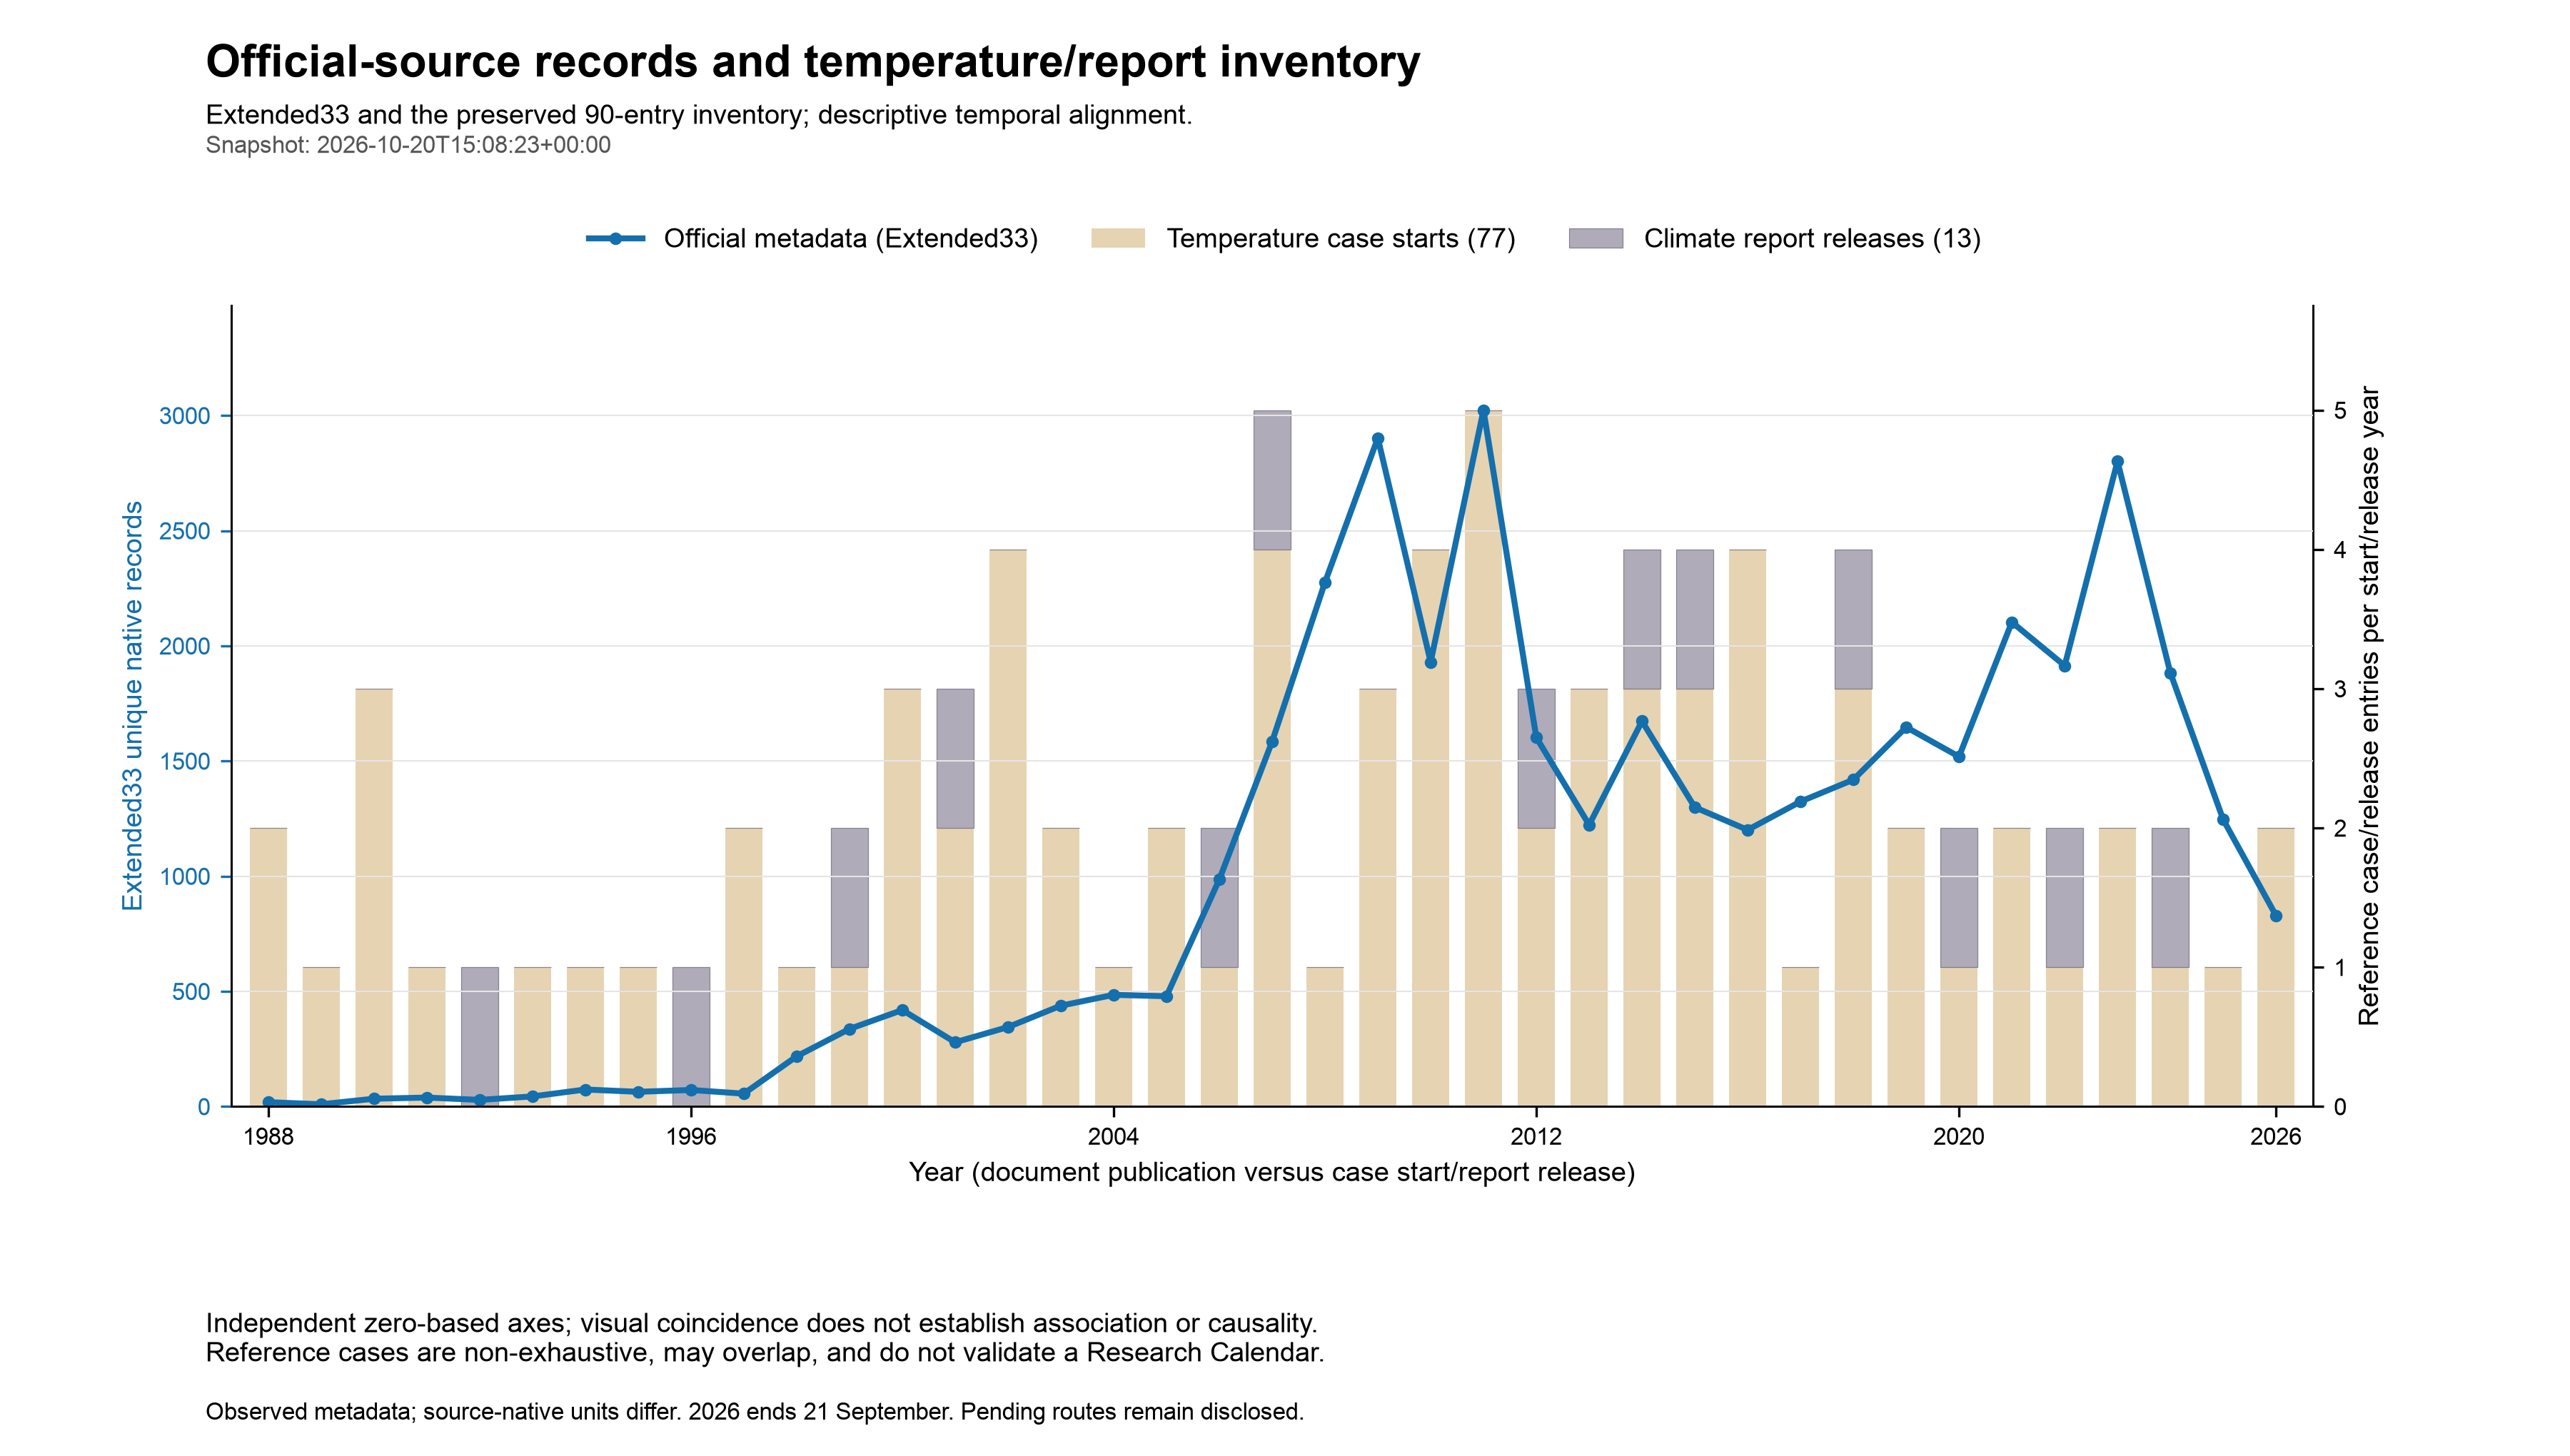 Official-source records and temperature/report inventory
Extended33 and the preserved 90-entry inventory; descriptive temporal alignment.
Snapshot: 2026-10-20T15:08:23+00:00
Official metadata (Extended33)
Temperature case starts (77)
Climate report releases (13)
Extended33 unique native records
3000
2500
2000
1500
1000
500
0
5
4
3
2
1
0
Reference case/release entries per start/release year
1988
1996
2004
2012
2020
2026
Year (document publication versus case start/report release)
Independent zero-based axes; visual coincidence does not establish association or causality.
Reference cases are non-exhaustive, may overlap, and do not validate a Research Calendar.
Observed metadata; source-native units differ. 2026 ends 21 September. Pending routes remain disclosed.